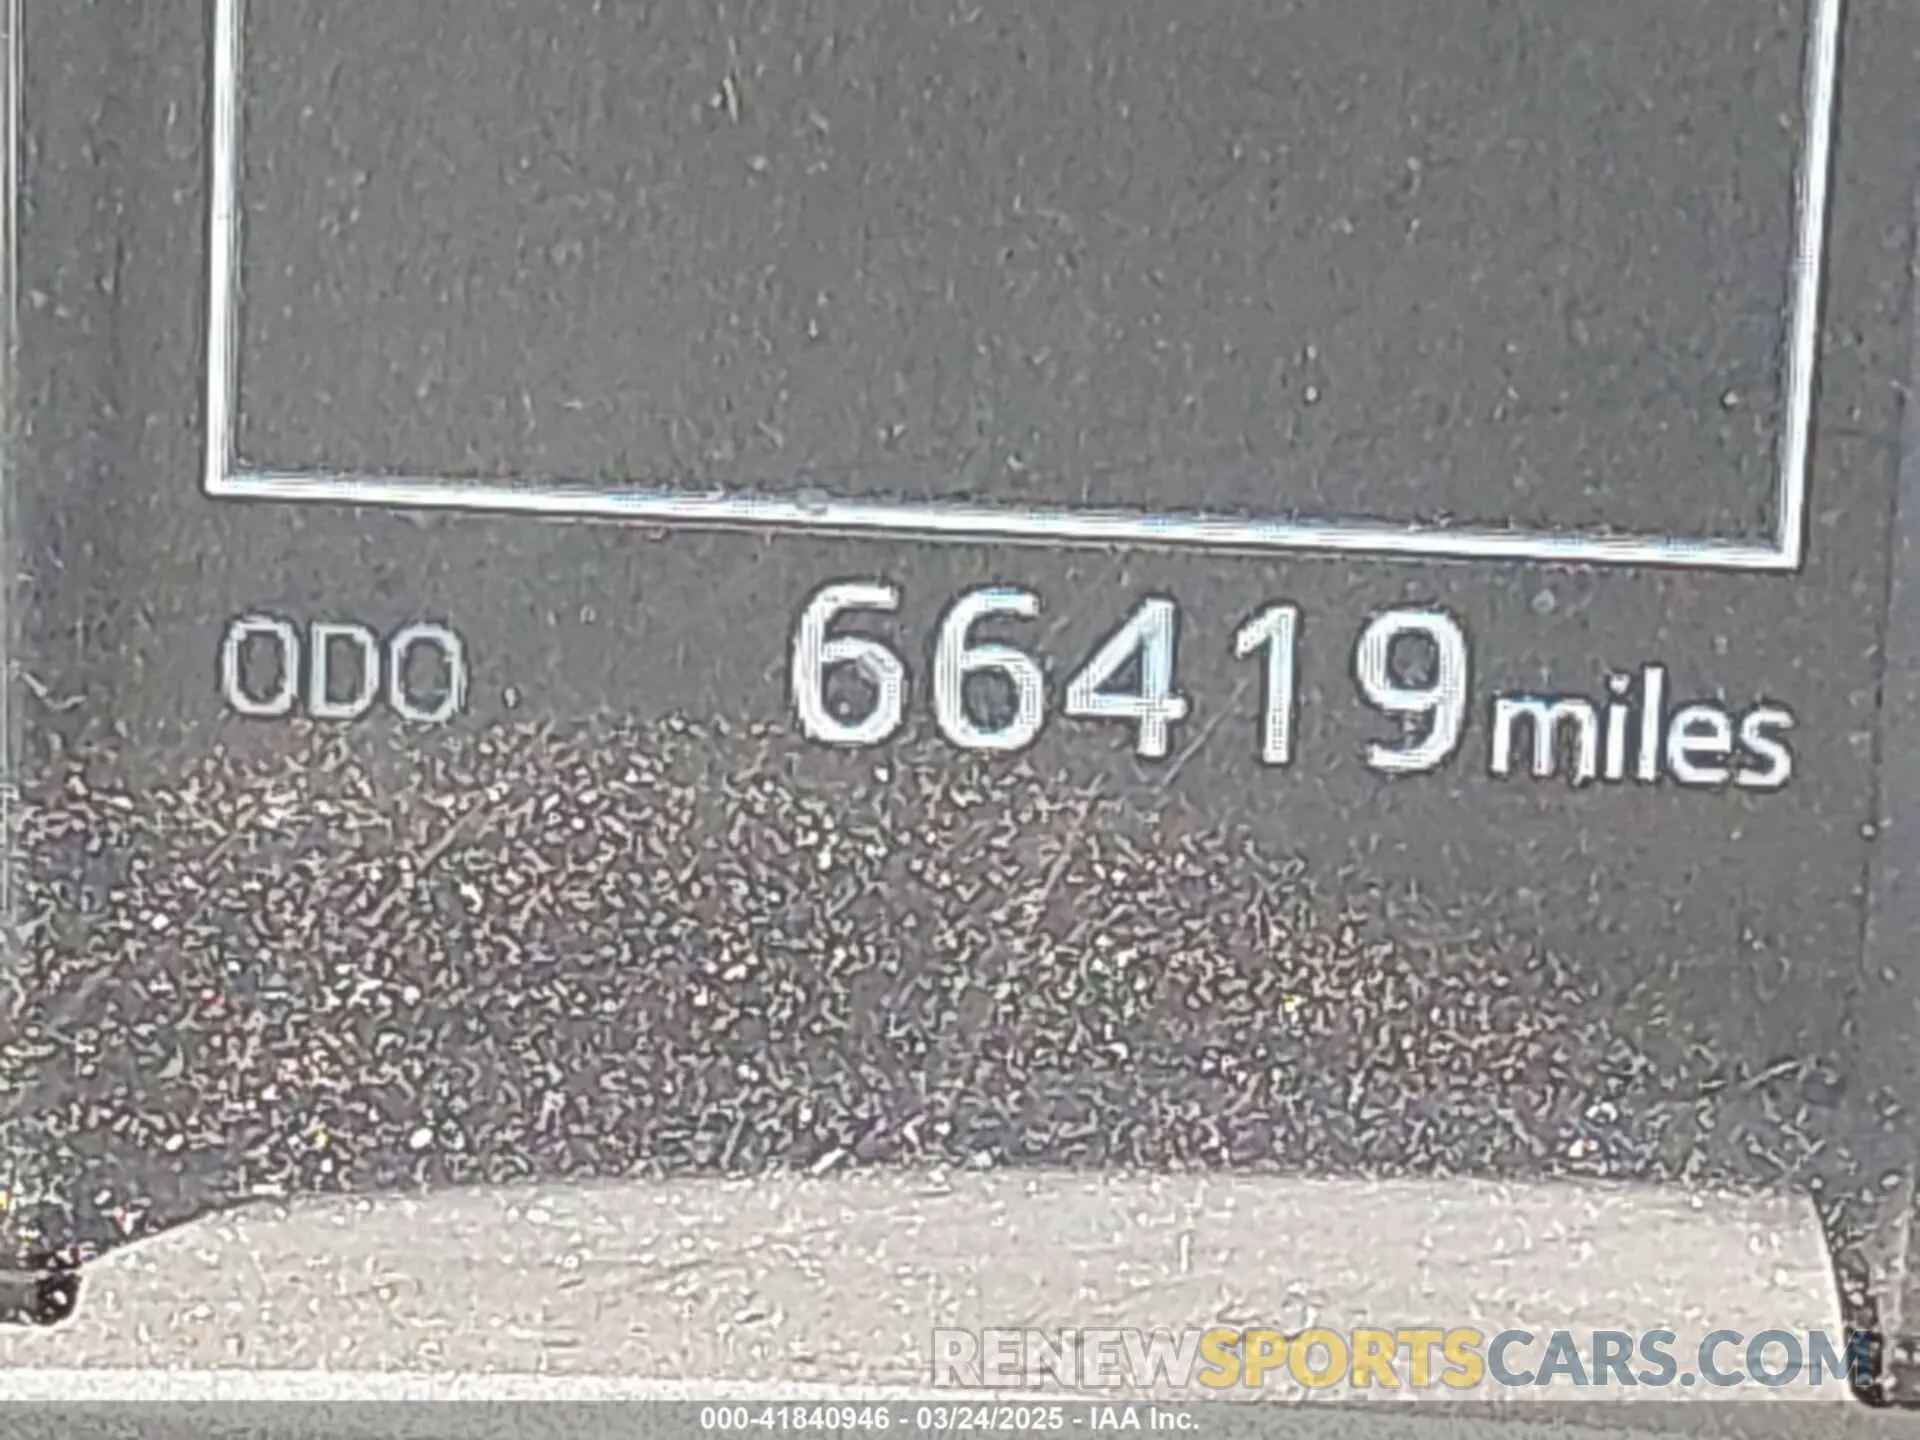 ODO 66419 miles
RENEWSPORTSCARS.COM
000-41840946 - 03/24/2025 - IAA Inc.